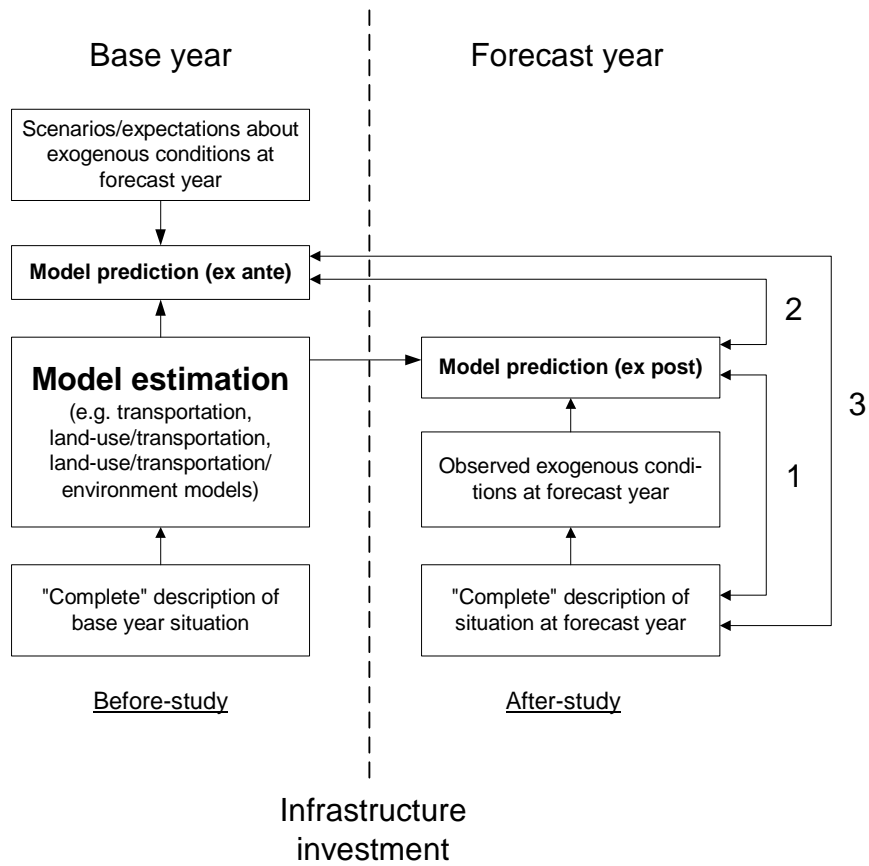 Base year
Forecast year
Scenarios/expectations about
exogenous conditions at
forecast year
Model prediction (ex ante)
2
Model estimation
(e.g. transportation,
land-use/transportation,
land-use/transportation/
environment models)
Model prediction (ex post)
3
Observed exogenous condi-
tions at forecast year
1
"Complete" description of
base year situation
"Complete" description of
situation at forecast year
Before-study
After-study
Infrastructure
investment